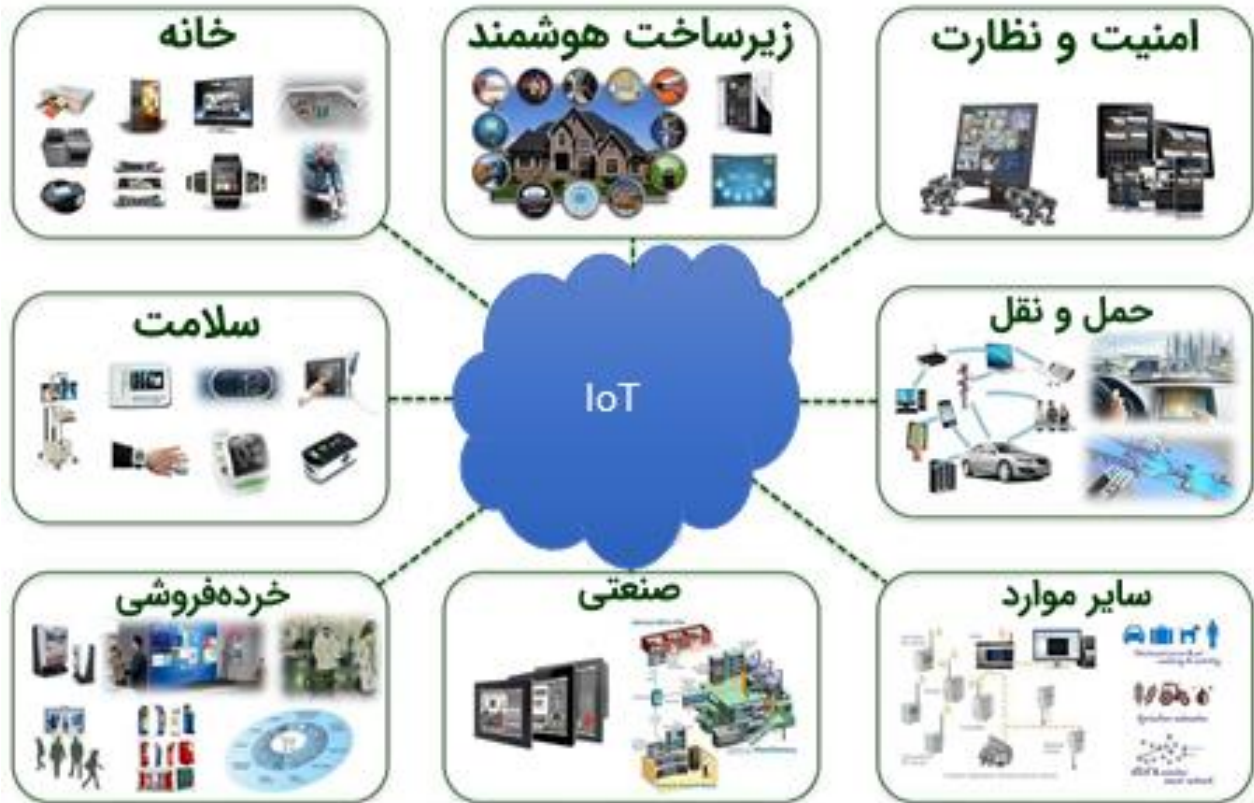 خانه
زیرساخت هوشمند
امنیت و نظارت
سلامت
IoT
حمل و نقل
خرده‌فروشی
صنعتی
سایر موارد